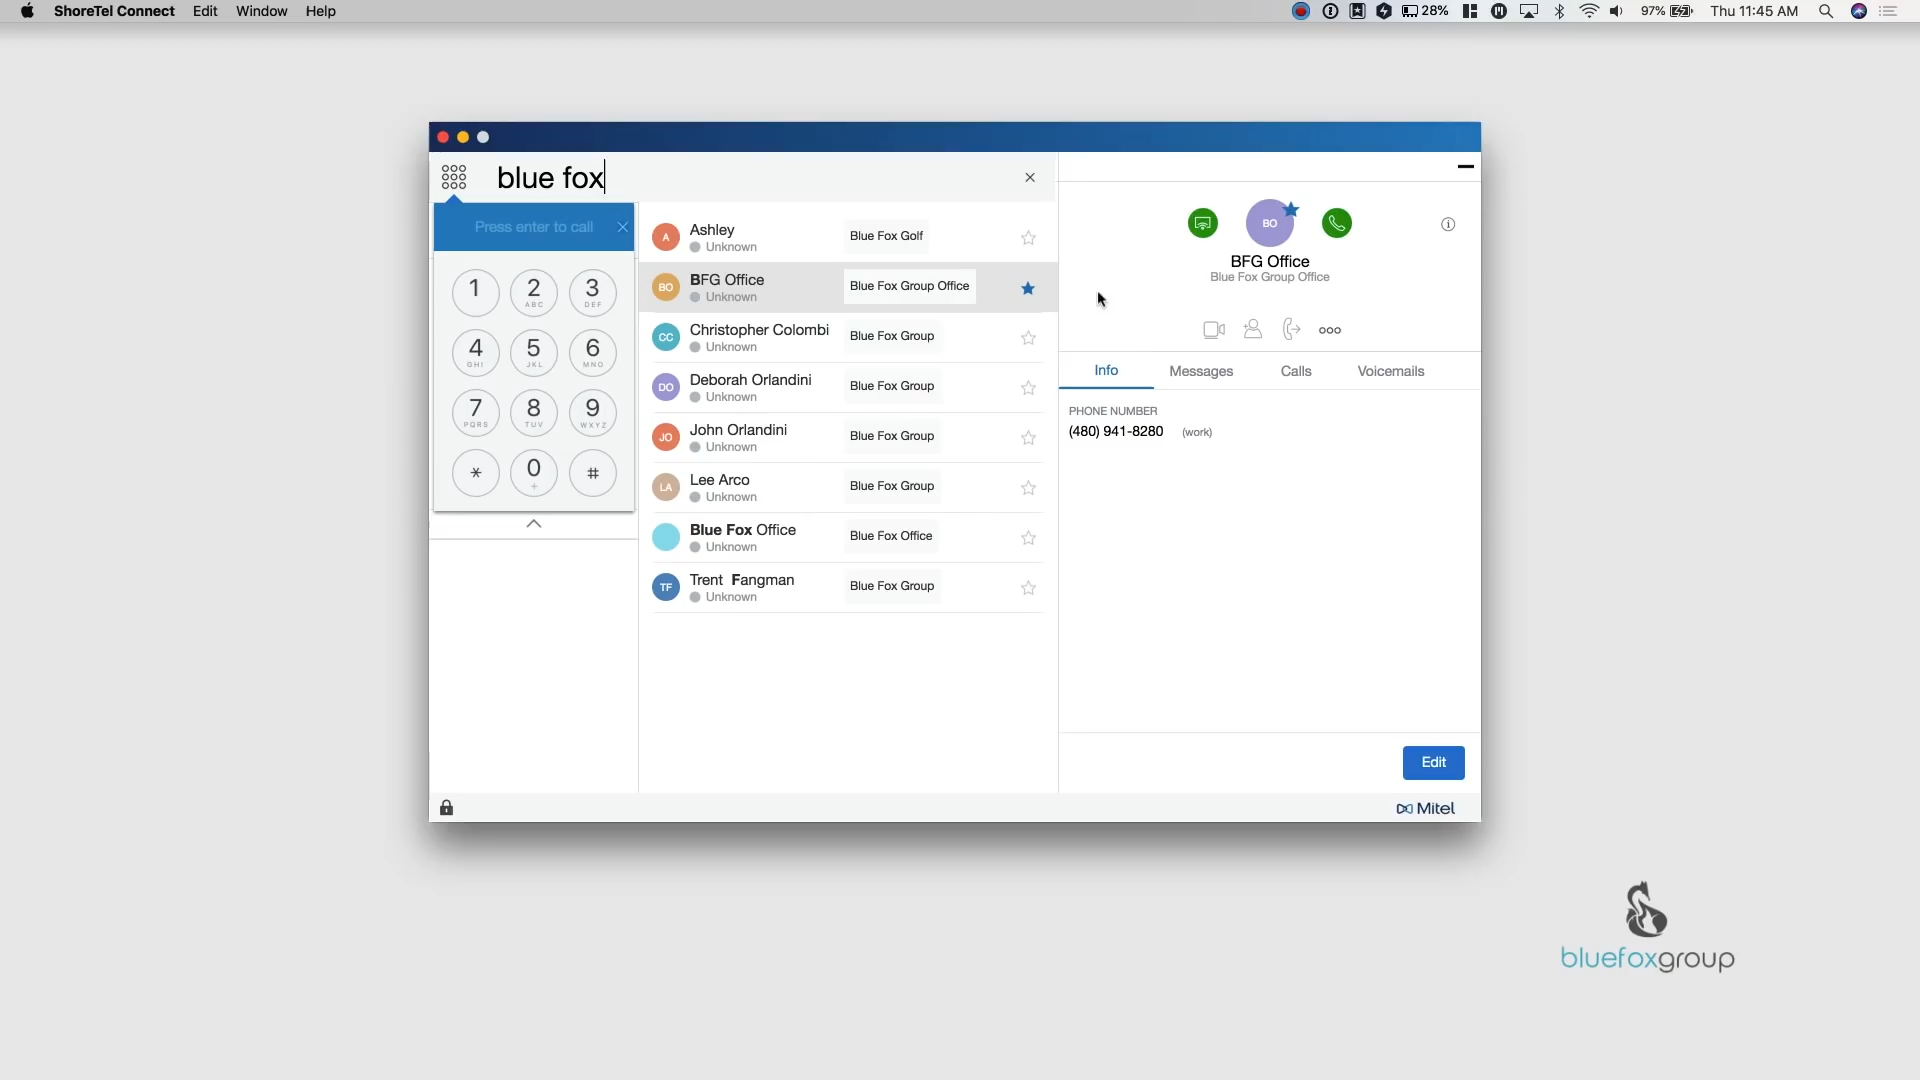 ShoreTel Connect Edit Window Help
28% 97% Thu 11:45 AM
blue fox
Press enter to call
1
2
ABC
3
DEF
4
GHI
5
JKL
6
MNO
7
PQRS
8
TUV
9
WXYZ
*
0
+
#
A
Ashley
Unknown
Blue Fox Golf
BO
BFG Office
Unknown
Blue Fox Group Office
CC
Christopher Colombi
Unknown
Blue Fox Group
DO
Deborah Orlandini
Unknown
Blue Fox Group
JO
John Orlandini
Unknown
Blue Fox Group
LA
Lee Arco
Unknown
Blue Fox Group
Blue Fox Office
Unknown
Blue Fox Office
TF
Trent Fangman
Unknown
Blue Fox Group
BO
BFG Office
Blue Fox Group Office
Info Messages Calls Voicemails
PHONE NUMBER
(480) 941-8280 (work)
Edit
Mitel
bluefoxgroup